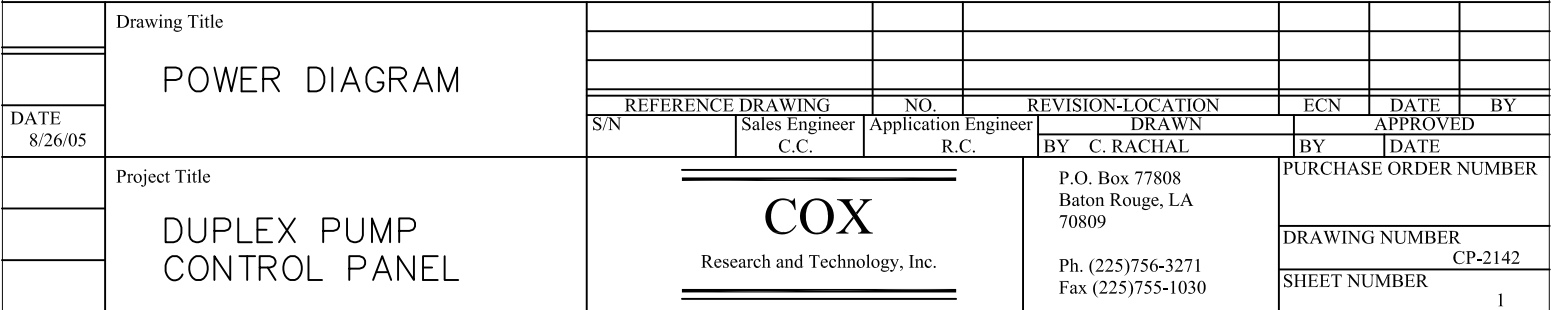 Drawing Title
POWER DIAGRAM
DATE
8/26/05
REFERENCE DRAWING NO. REVISION-LOCATION ECN DATE BY
S/N Sales Engineer Application Engineer DRAWN APPROVED
C.C. R.C. BY C. RACHAL BY DATE
Project Title
DUPLEX PUMP
CONTROL PANEL
COX
Research and Technology, Inc.
P.O. Box 77808
Baton Rouge, LA
70809
Ph. (225)756-3271
Fax (225)755-1030
PURCHASE ORDER NUMBER
DRAWING NUMBER
CP-2142
SHEET NUMBER
1